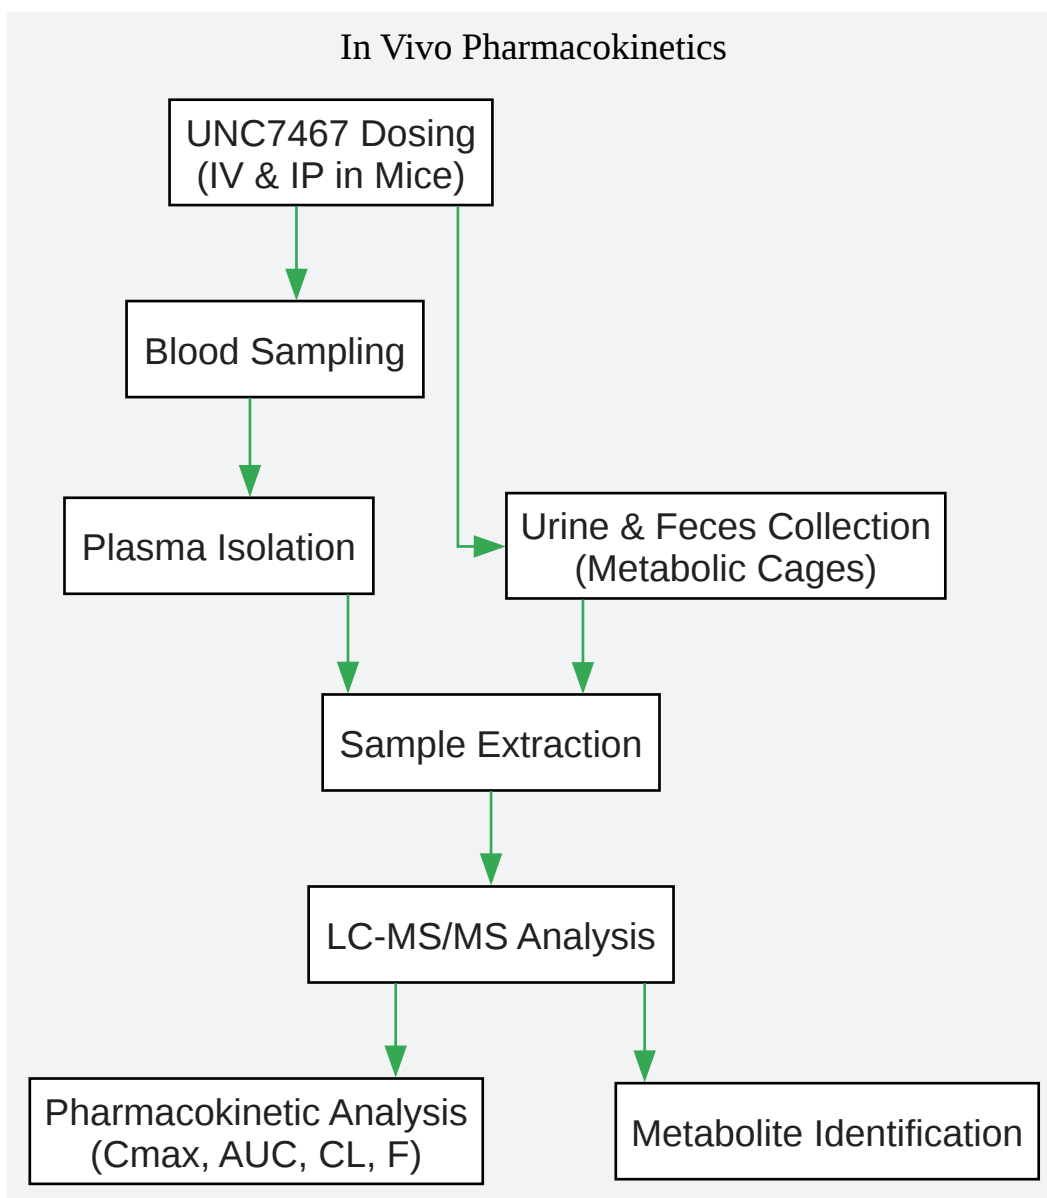 In Vivo Pharmacokinetics
UNC7467 Dosing
(IV & IP in Mice)
Blood Sampling
Plasma Isolation
Urine & Feces Collection
(Metabolic Cages)
Sample Extraction
LC-MS/MS Analysis
Pharmacokinetic Analysis
(Cmax, AUC, CL, F)
Metabolite Identification